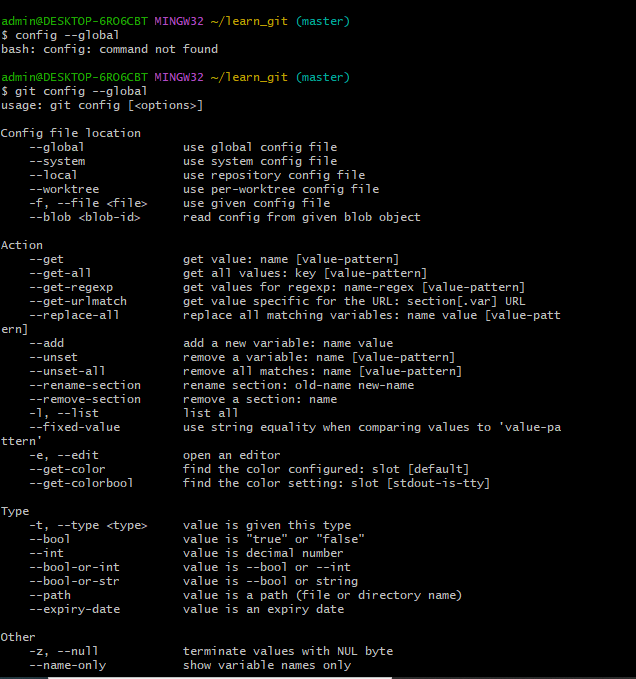 admin@DESKTOP-6RO6CBT MINGW32 ~/learn_git (master)
$ config --global
bash: config: command not found
admin@DESKTOP-6RO6CBT MINGW32 ~/learn_git (master)
$ git config --global
usage: git config [<options>]
Config file location
    --global              use global config file
    --system              use system config file
    --local               use repository config file
    --worktree            use per-worktree config file
    -f, --file <file>     use given config file
    --blob <blob-id>      read config from given blob object
Action
    --get                 get value: name [value-pattern]
    --get-all             get all values: key [value-pattern]
    --get-regexp          get values for regexp: name-regex [value-pattern]
    --get-urlmatch        get value specific for the URL: section[.var] URL
    --replace-all         replace all matching variables: name value [value-patt
ern]
    --add                 add a new variable: name value
    --unset               remove a variable: name [value-pattern]
    --unset-all           remove all matches: name [value-pattern]
    --rename-section      rename section: old-name new-name
    --remove-section      remove a section: name
    -l, --list            list all
    --fixed-value         use string equality when comparing values to 'value-pa
ttern'
    -e, --edit            open an editor
    --get-color           find the color configured: slot [default]
    --get-colorbool       find the color setting: slot [stdout-is-tty]
Type
    -t, --type <type>     value is given this type
    --bool                value is "true" or "false"
    --int                 value is decimal number
    --bool-or-int         value is --bool or --int
    --bool-or-str         value is --bool or string
    --path                value is a path (file or directory name)
    --expiry-date         value is an expiry date
Other
    -z, --null            terminate values with NUL byte
    --name-only           show variable names only